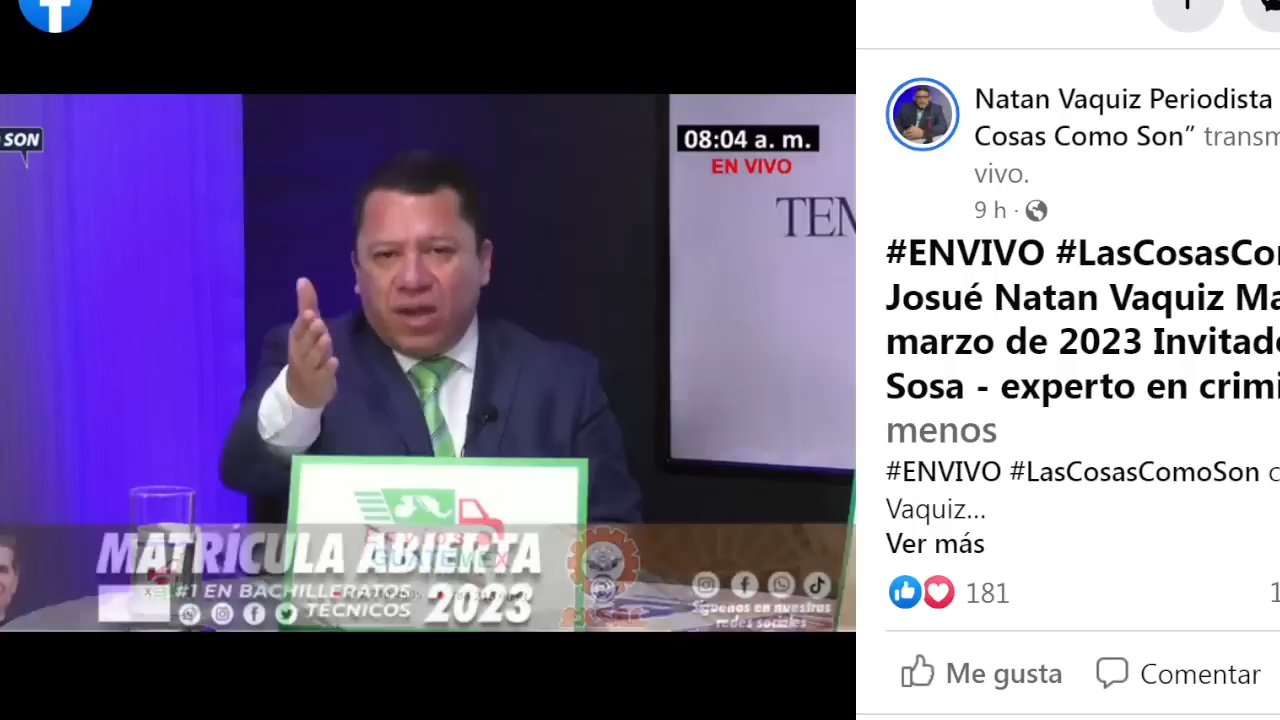 SON
08:04 a. m.
EN VIVO
TEM
MATRÍCULA ABIERTA
#1 EN BACHILLERATOS
TÉCNICOS
2023
Síguenos en nuestras
redes sociales
Natan Vaquiz Periodista
Cosas Como Son”
transm
vivo.
9 h ·
#ENVIVO #LasCosasCo
Josué Natan Vaquiz Ma
marzo de 2023 Invitado
Sosa - experto en crimi
menos
#ENVIVO #LasCosasComoSon c
Vaquiz...
Ver más
181
Me gusta
Comentar